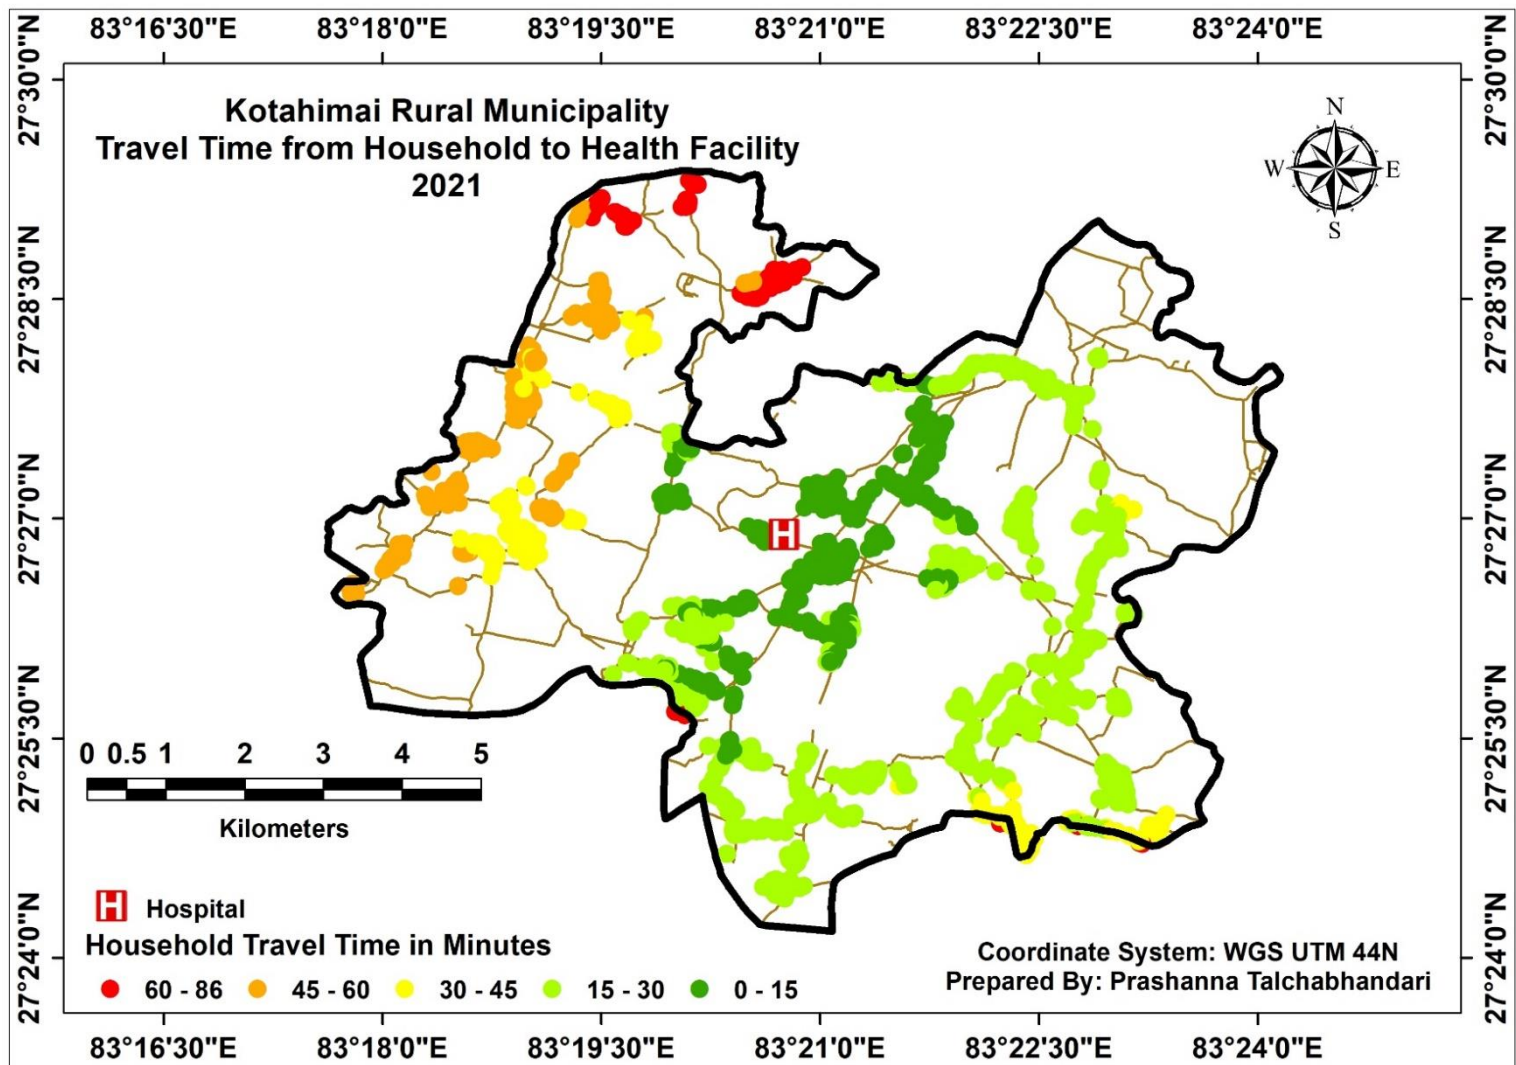 83°16'30"E 83°18'0"E 83°19'30"E 83°21'0"E 83°22'30"E 83°24'0"E
27°30'0"N 27°30'0"N
Kotahimai Rural Municipality
Travel Time from Household to Health Facility
2021
N
W E
S
27°28'30"N 27°28'30"N
27°27'0"N 27°27'0"N
H
27°25'30"N 27°25'30"N
0 0.5 1 2 3 4 5
Kilometers
H Hospital
Household Travel Time in Minutes
60 - 86 45 - 60 30 - 45 15 - 30 0 - 15
Coordinate System: WGS UTM 44N
Prepared By: Prashanna Talchabhandari
27°24'0"N 27°24'0"N
83°16'30"E 83°18'0"E 83°19'30"E 83°21'0"E 83°22'30"E 83°24'0"E